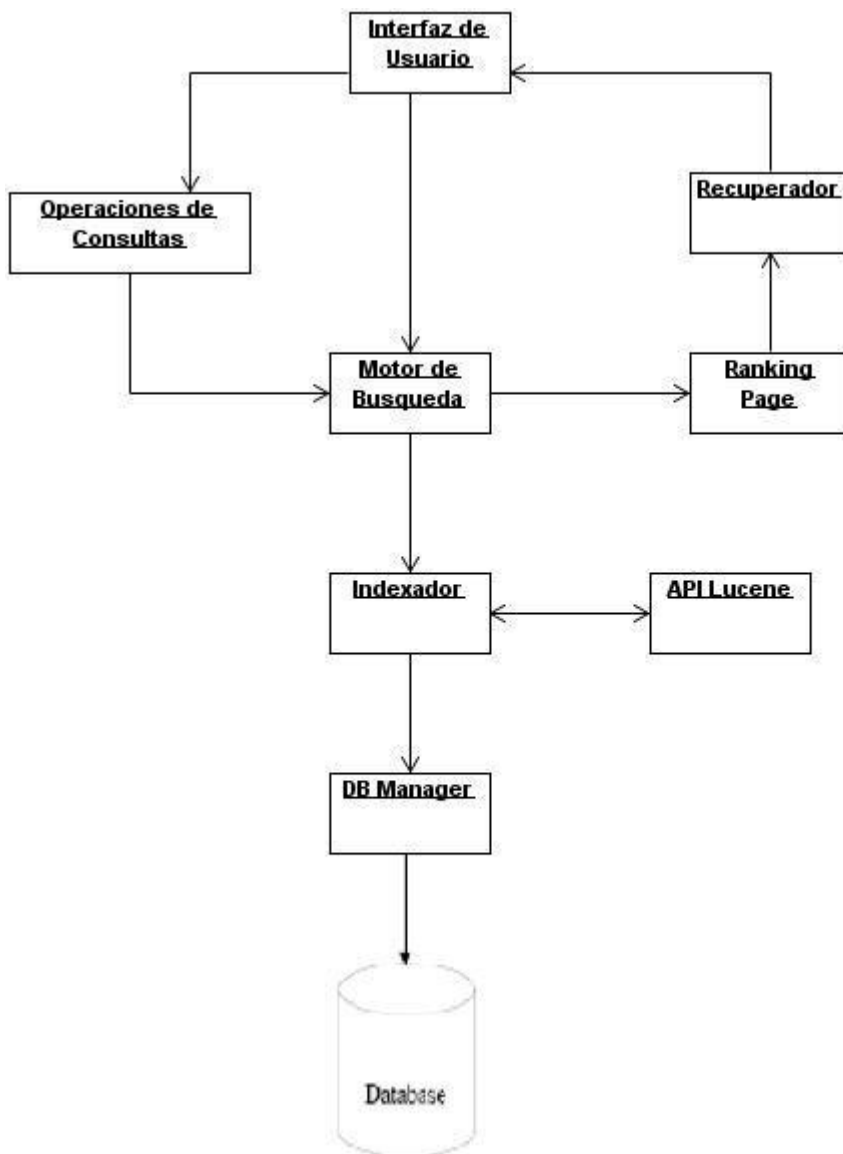 Interfaz de
Usuario
Operaciones de
Consultas
Recuperador
Motor de
Busqueda
Ranking
Page
Indexador
API Lucene
DB Manager
Database